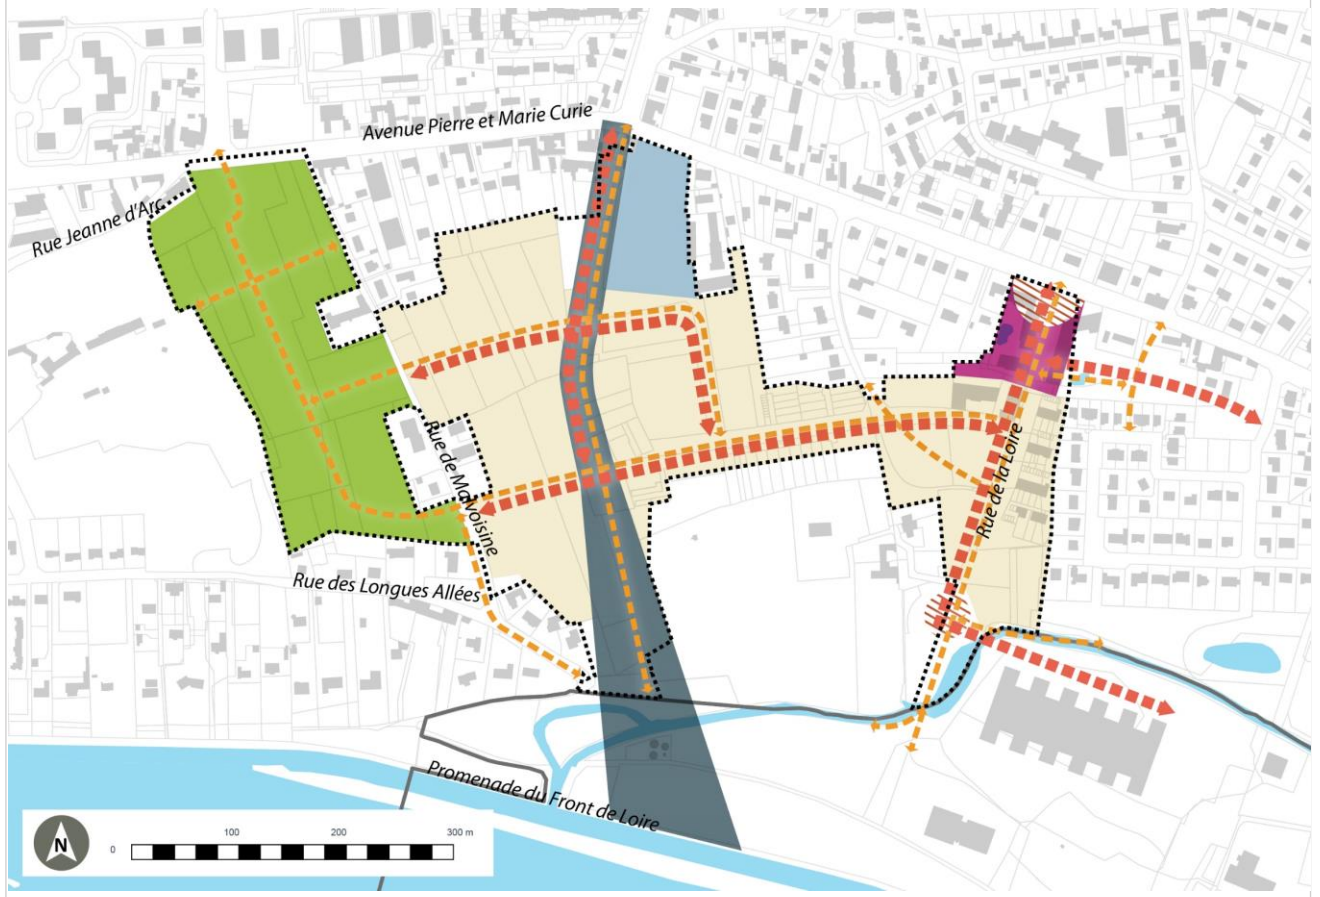 Avenue Pierre et Marie Curie
Rue Jeanne d'Arc
Rue de Malvoisine
Rue de la Loire
Rue des Longues Allées
Promenade du Front de Loire
N
0
100
200
300 m